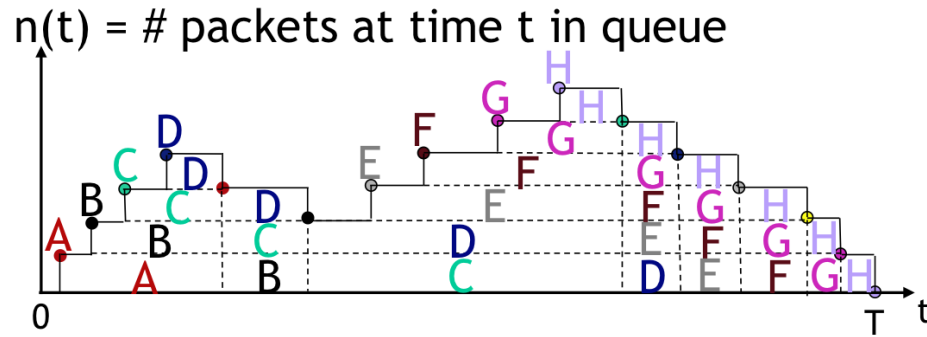 n(t) = # packets at time t in queue
H
G H
D F G H
C D E F G H
B C E G F G H
A B D C E F G H
A B C D E F G H
0 T t